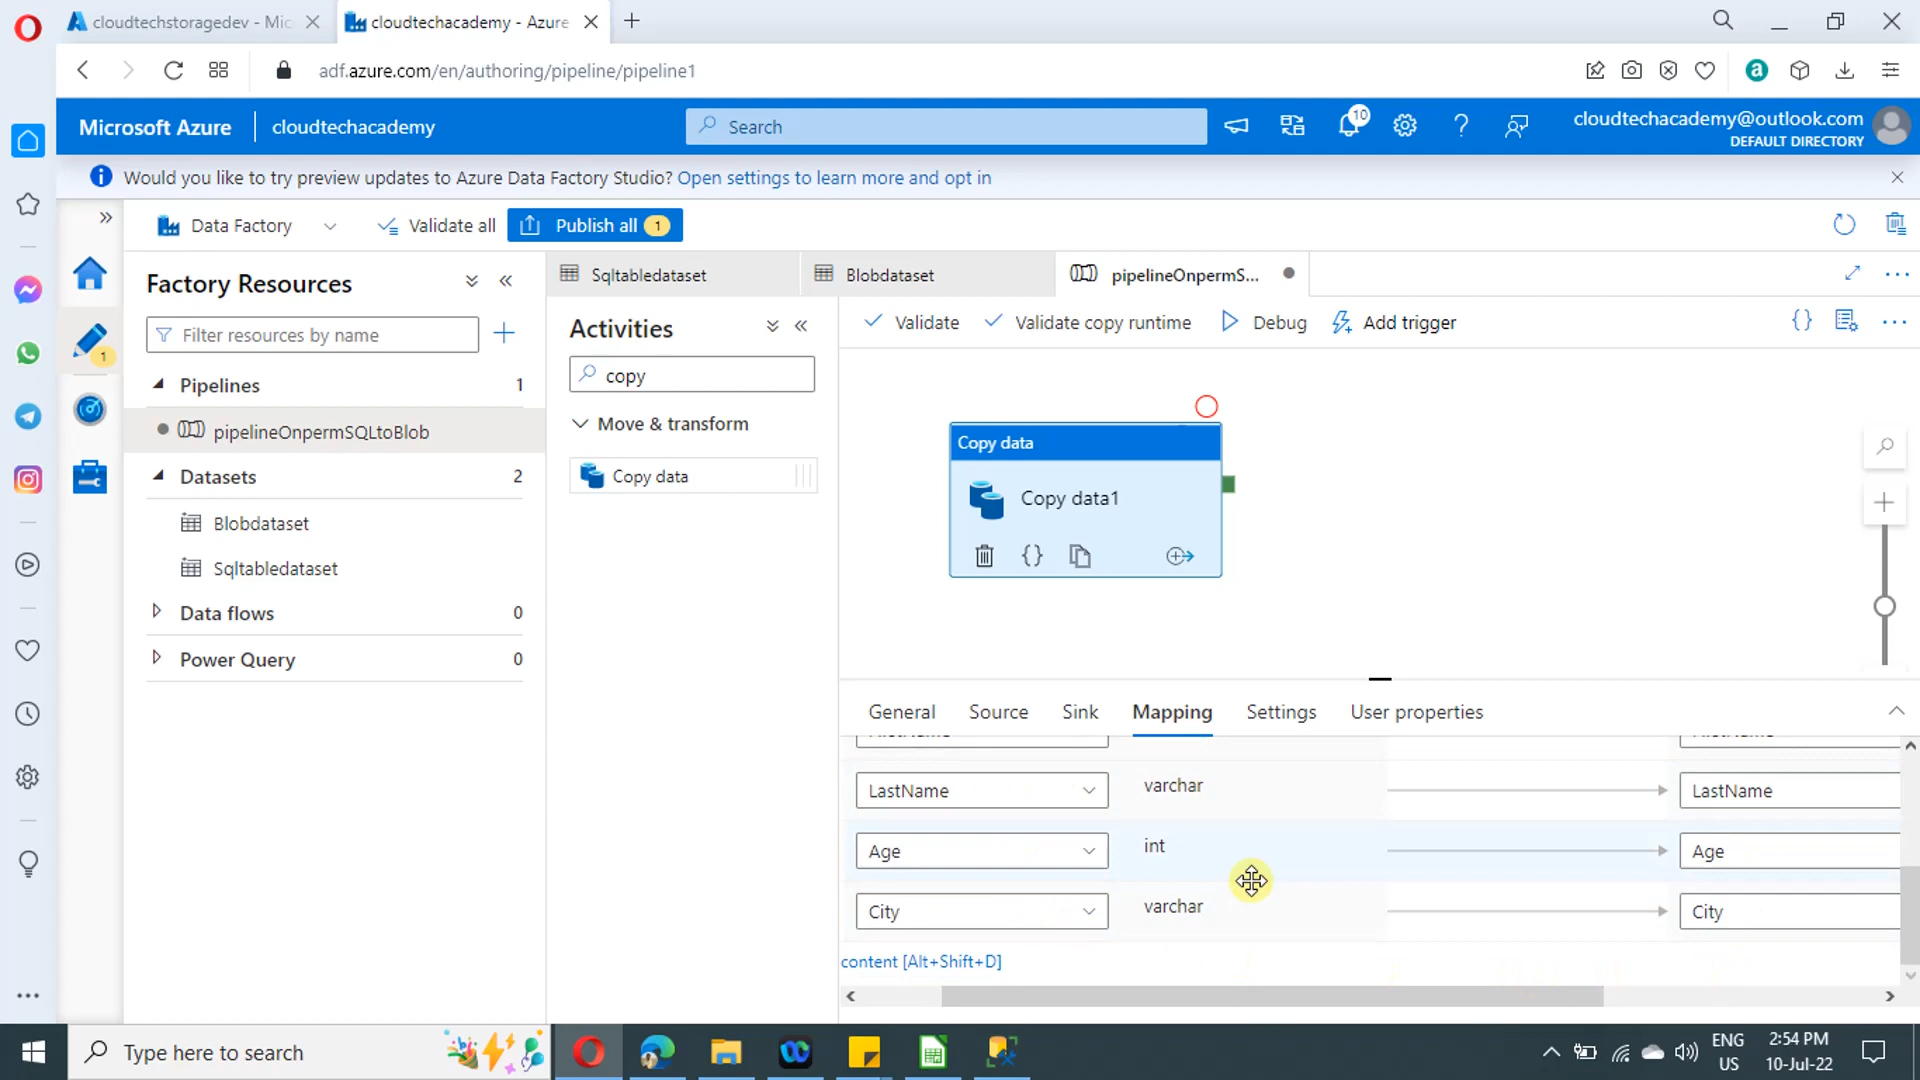 cloudtechstoragedev - Mic
cloudtechacademy - Azure
adf.azure.com/en/authoring/pipeline/pipeline1
a
Microsoft Azure
cloudtechacademy
Search
10
cloudtechacademy@outlook.com
DEFAULT DIRECTORY
Would you like to try preview updates to Azure Data Factory Studio? Open settings to learn more and opt in
Data Factory
Validate all
Publish all 1
Factory Resources
Filter resources by name
1
Pipelines 1
pipelineOnpermSQLtoBlob
Datasets 2
Blobdataset
Sqltabledataset
Data flows 0
Power Query 0
Sqltabledataset
Blobdataset
pipelineOnpermS...
Activities
copy
Move & transform
Copy data
Validate
Validate copy runtime
Debug
Add trigger
Copy data
Copy data1
General
Source
Sink
Mapping
Settings
User properties
LastName varchar LastName
Age int Age
City varchar City
content [Alt+Shift+D]
Type here to search
ENG
US
2:54 PM
10-Jul-22